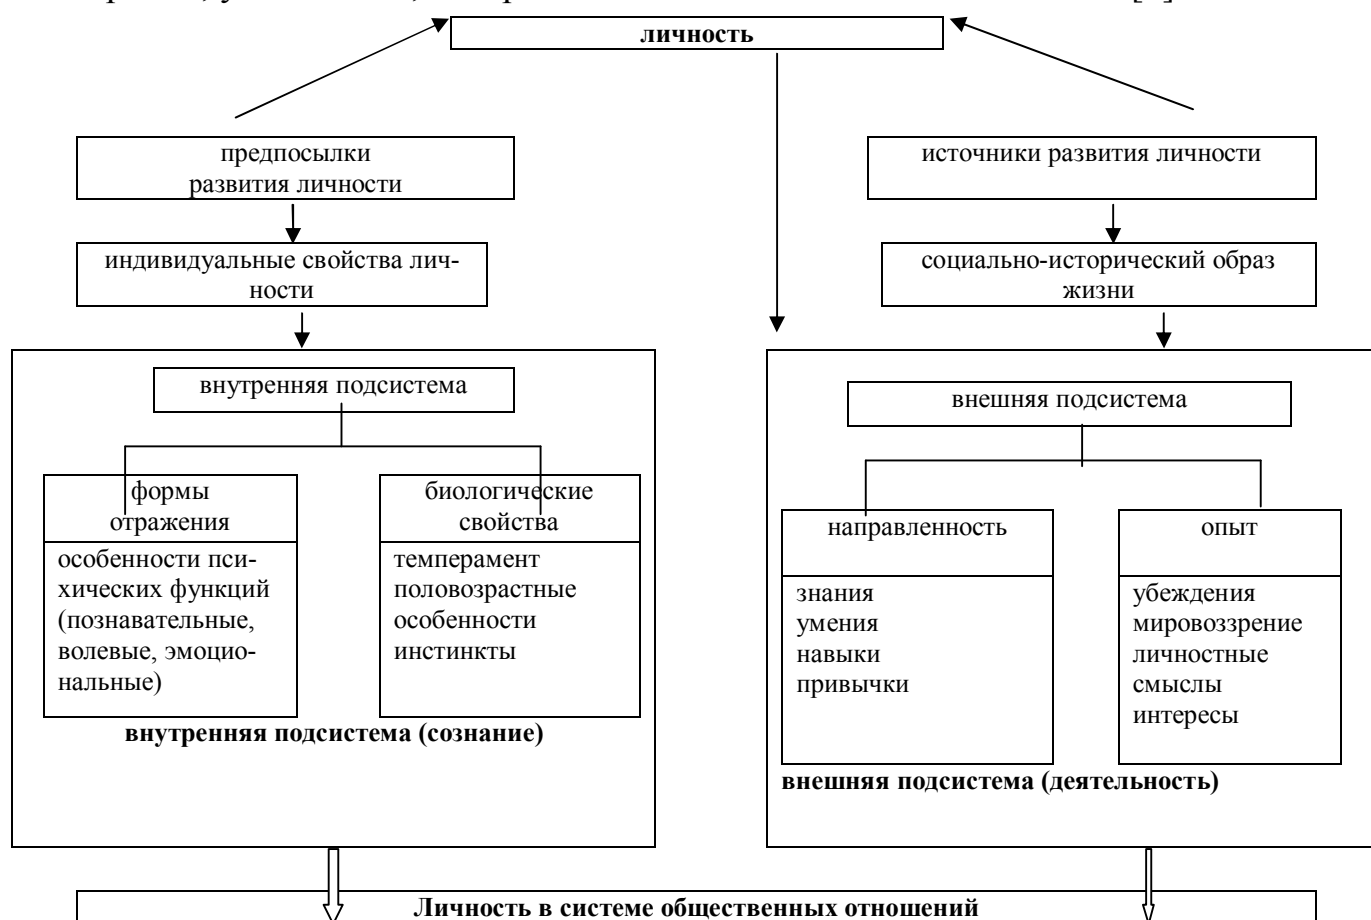 личность
предпосылки
развития личности
источники развития личности
индивидуальные свойства лич-
ности
социально-исторический образ
жизни
внутренняя подсистема
формы
отражения
особенности пси-
хических функций
(познавательные,
волевые, эмоцио-
нальные)
биологические
свойства
темперамент
половозрастные
особенности
инстинкты
внутренняя подсистема (сознание)
внешняя подсистема
направленность
знания
умения
навыки
привычки
опыт
убеждения
мировоззрение
личностные
смыслы
интересы
внешняя подсистема (деятельность)
Личность в системе общественных отношений